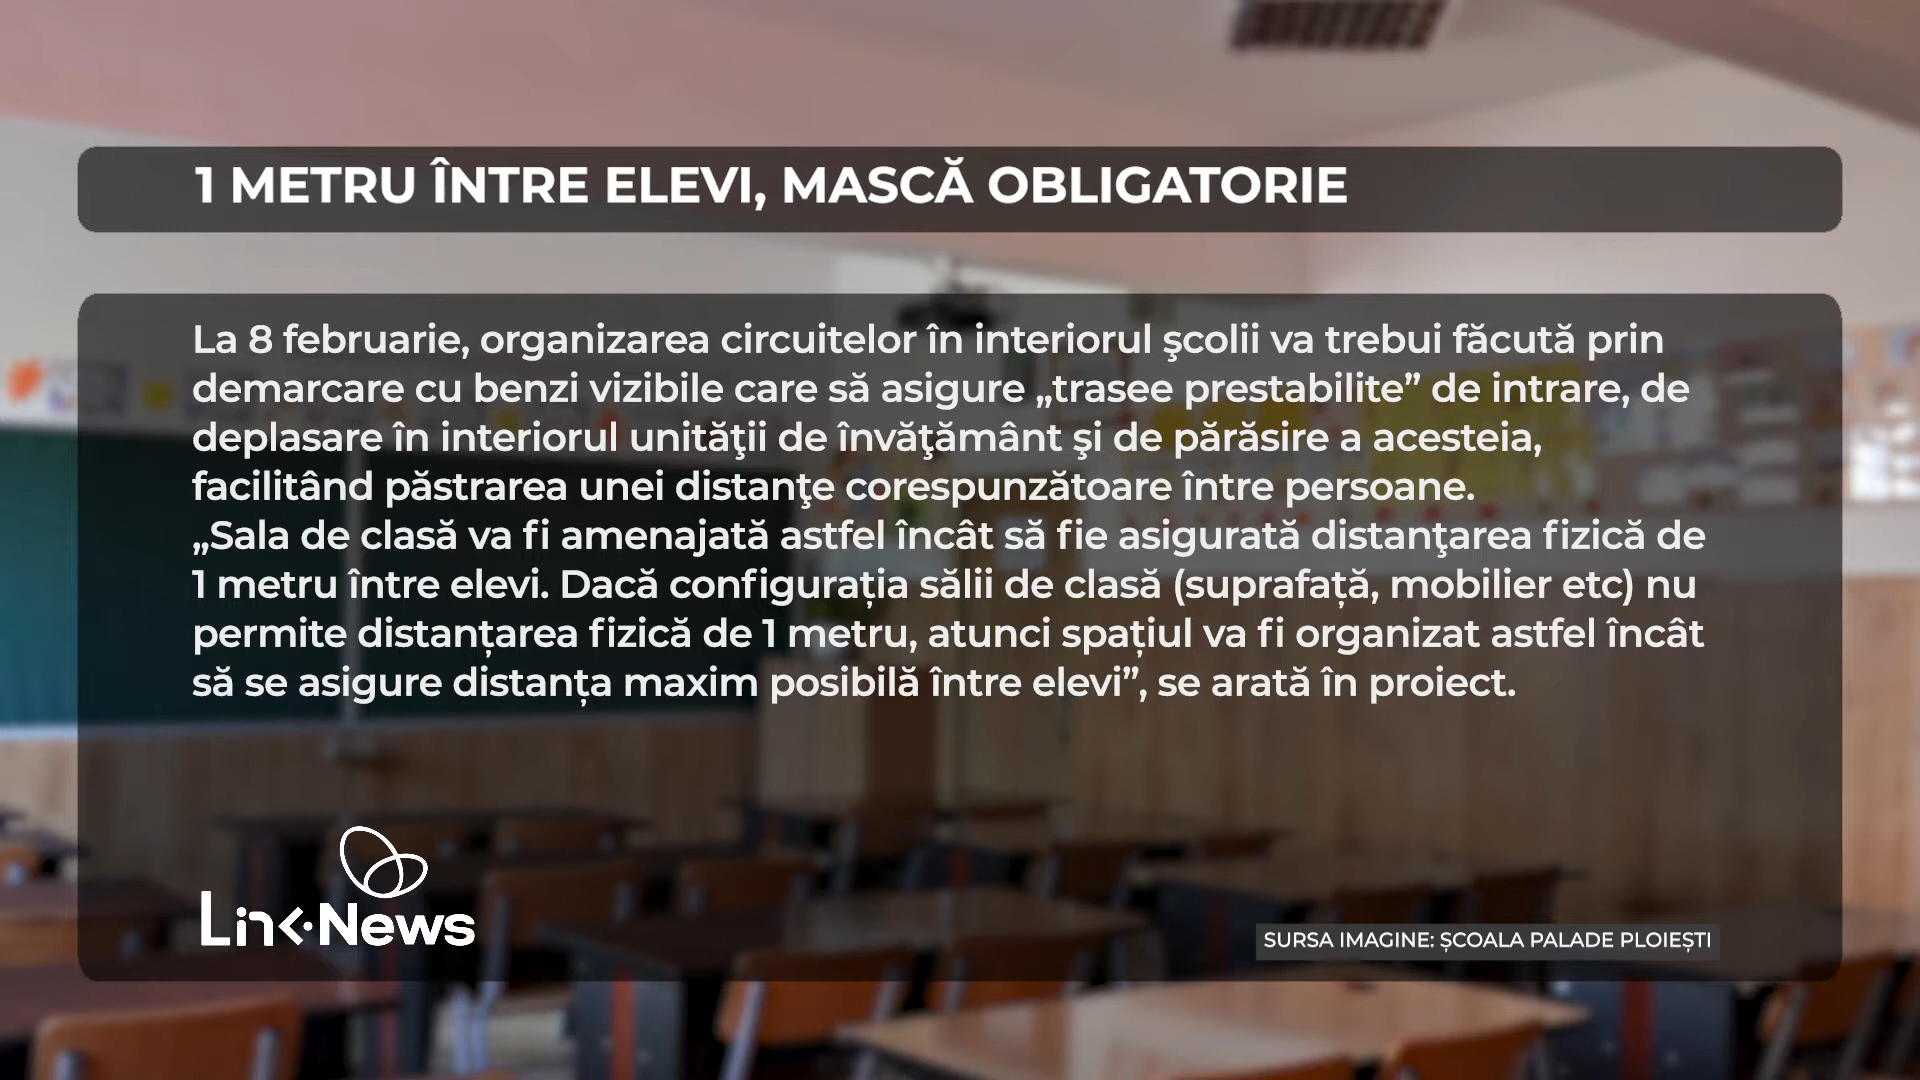 1 METRU ÎNTRE ELEVI, MASCĂ OBLIGATORIE
La 8 februarie, organizarea circuitelor în interiorul şcolii va trebui făcută prin
demarcare cu benzi vizibile care să asigure „trasee prestabilite” de intrare, de
deplasare în interiorul unităţii de învăţământ şi de părăsire a acesteia,
facilitând păstrarea unei distanţe corespunzătoare între persoane.
„Sala de clasă va fi amenajată astfel încât să fie asigurată distanţarea fizică de
1 metru între elevi. Dacă configurația sălii de clasă (suprafață, mobilier etc) nu
permite distanțarea fizică de 1 metru, atunci spațiul va fi organizat astfel încât
să se asigure distanța maxim posibilă între elevi”, se arată în proiect.
Link News
SURSA IMAGINE: ȘCOALA PALADE PLOIEȘTI